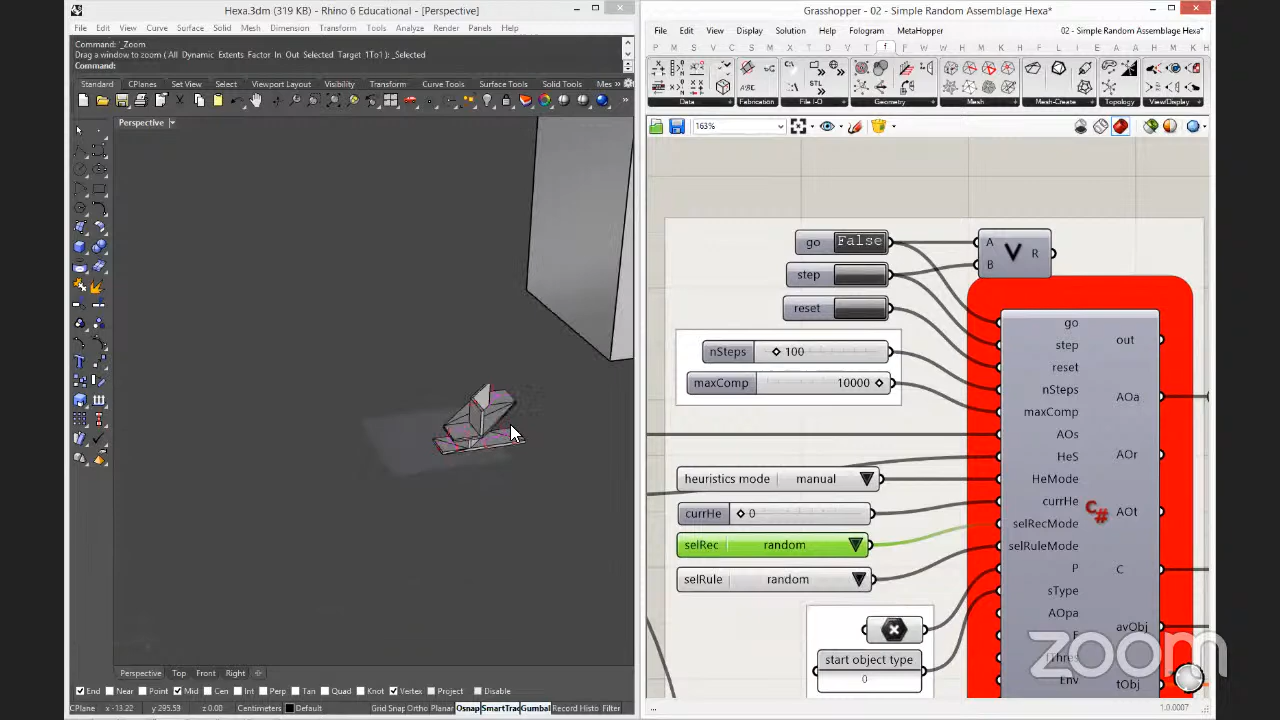 Hexa.3dm (319 KB) - Rhino 6 Educational - [Perspective]
File Edit View Curve Surface Solid Mesh Dimension Transform Tools Analyze Render Panels Help
Command: '_Zoom
Drag a window to zoom ( All Dynamic Extents Factor In Out Selected Target 1To1 ): _Selected
Command:
Standard CPlanes Set View Display Select Viewport Layout Visibility Transform Curve Tools Surface Tools Solid Tools Mes »
Perspective
Perspective Top Front Right
End Near Point Mid Cen Int Perp Tan Quad Knot Vertex Project Disable
CPlane x -13.22 y 295.53 z 0.00 Centimeters Default Grid Snap Ortho Planar Osnap SmartTrac Gumbal Record Histo Filter
Grasshopper - 02 - Simple Random Assemblage Hexa*
File Edit View Display Solution Help Fologram MetaHopper 02 - Simple Random Assemblage Hexa*
Data Fabrication File I-O Geometry Mesh Mesh-Create Topology View/Display
163%
go False
step
reset
nSteps 100
maxComp 10000
heuristics mode manual
currHe 0
selRec random
selRule random
start object type
0
A
B
R
go
step
reset
nSteps
maxComp
AOs
HeS
HeMode
currHe
selRecMode
selRuleMode
P
sType
AOpa
F
Env
C#
out
AOa
AOr
AOt
C
avObj
tObj
zoom
1.0.0007